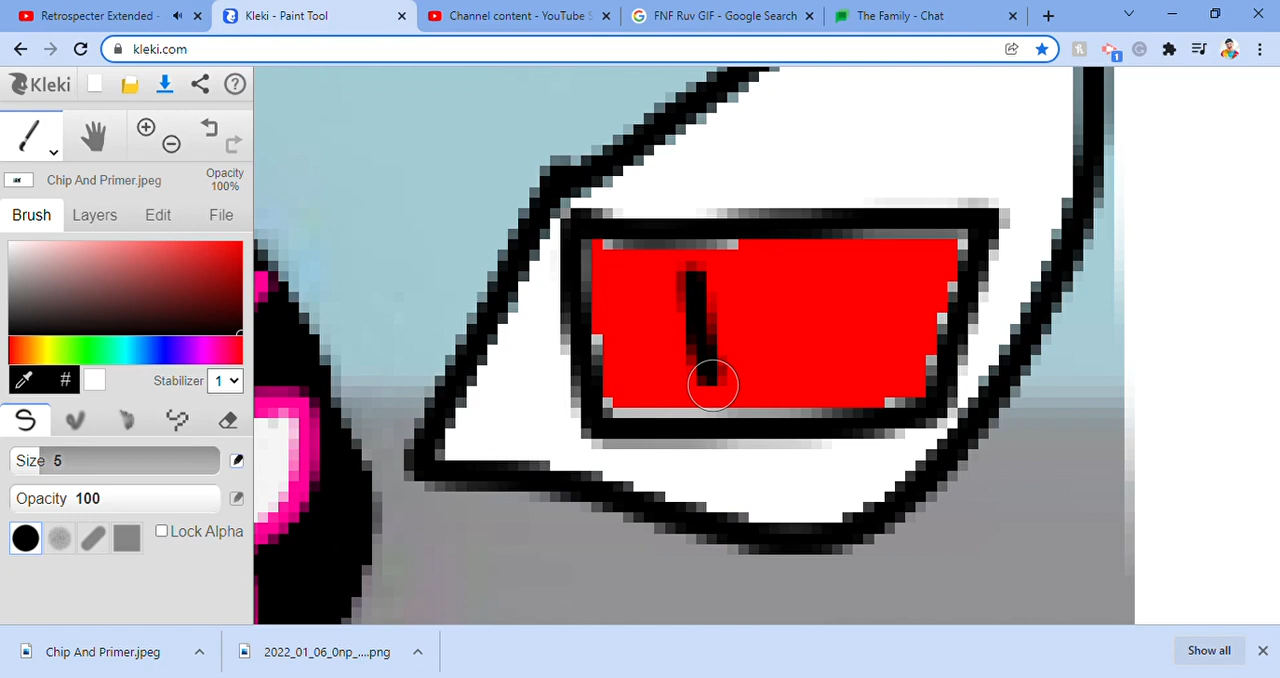 Retrospecter Extended -
Kleki - Paint Tool
Channel content - YouTube S
FNF Ruv GIF - Google Search
The Family - Chat
kleki.com
1
Kleki
?
Chip And Primer.jpeg
Opacity
100%
Brush
Layers
Edit
File
#
Stabilizer
1
Size 5
Opacity 100
Lock Alpha
Chip And Primer.jpeg
2022_01_06_0np_....png
Show all